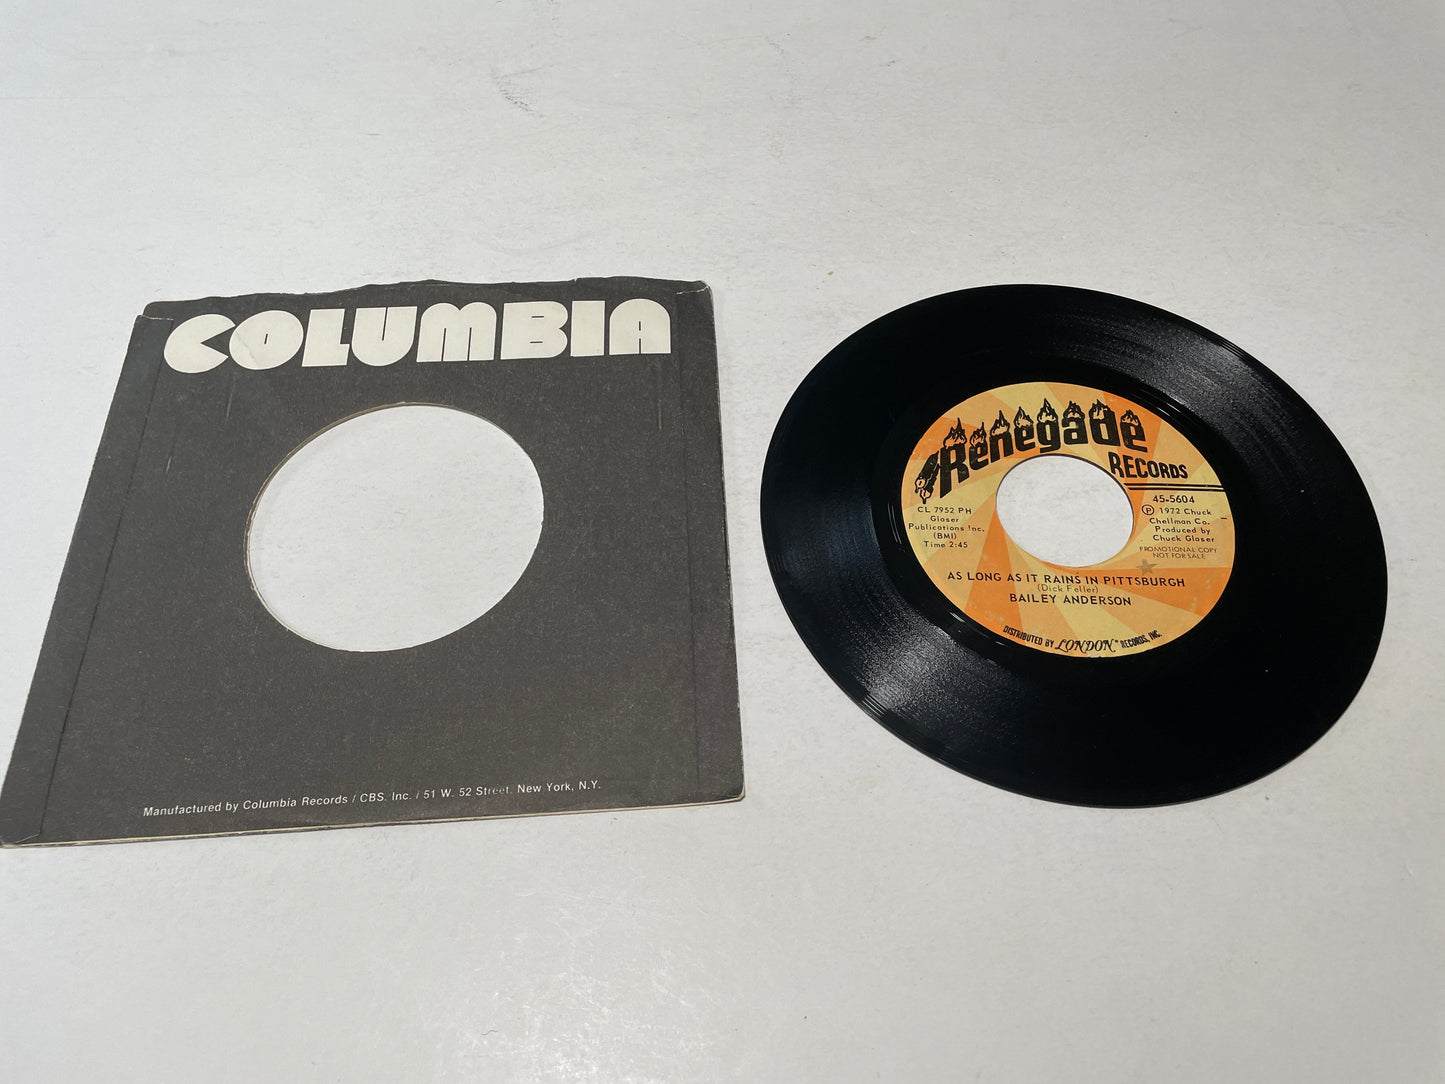 COLUMBIA
Manufactured by Columbia Records / CBS, Inc. / 51 W. 52 Street, New York, N.Y.
Renegade
RECORDS
CL 7952 PH
Glaser
Publications Inc.
(BMI)
Time 2:45
45-5604
Ⓟ 1972 Chuck
Chellman Co.
Produced by
Chuck Glaser
PROMOTIONAL COPY
NOT FOR SALE
AS LONG AS IT RAINS IN PITTSBURGH
(Dick Feller)
BAILEY ANDERSON
DISTRIBUTED BY LONDON® RECORDS, INC.